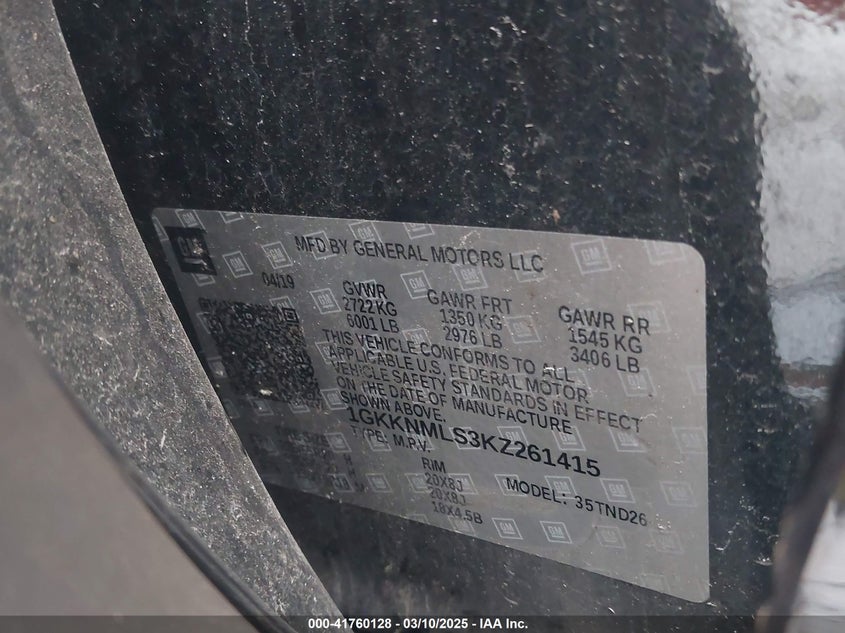 GM
MFD BY GENERAL MOTORS LLC
04/19
GVWR
2722 KG
6001 LB
GAWR FRT
1350 KG
2976 LB
GAWR RR
1545 KG
3406 LB
THIS VEHICLE CONFORMS TO ALL
APPLICABLE U.S. FEDERAL MOTOR
VEHICLE SAFETY STANDARDS IN EFFECT
ON THE DATE OF MANUFACTURE
SHOWN ABOVE.
1GKKNMLS3KZ261415
TYPE: M.P.V.
RIM
20X8J
20X8J
18X4.5B
MODEL: 35TND26
000-41760128 - 03/10/2025 - IAA Inc.